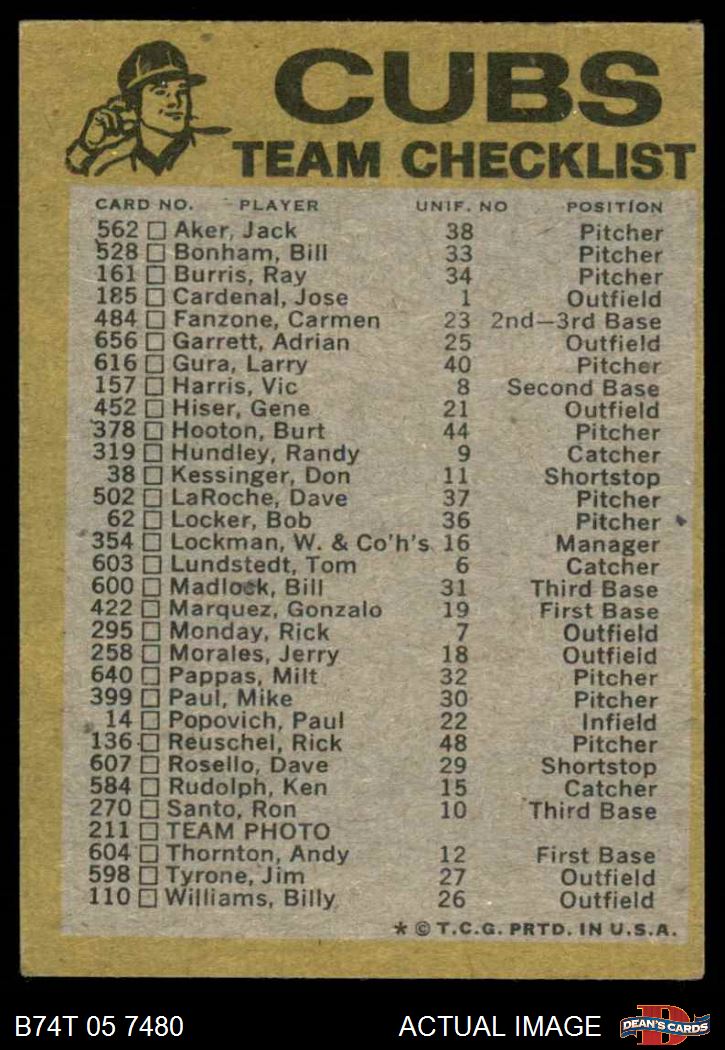 CUBS
TEAM CHECKLIST
CARD NO. PLAYER UNIF. NO POSITION
562 Aker, Jack 38 Pitcher
528 Bonham, Bill 33 Pitcher
161 Burris, Ray 34 Pitcher
185 Cardenal, Jose 1 Outfield
484 Fanzone, Carmen 23 2nd—3rd Base
656 Garrett, Adrian 25 Outfield
616 Gura, Larry 40 Pitcher
157 Harris, Vic 8 Second Base
452 Hiser, Gene 21 Outfield
378 Hooton, Burt 44 Pitcher
319 Hundley, Randy 9 Catcher
38 Kessinger, Don 11 Shortstop
502 LaRoche, Dave 37 Pitcher
62 Locker, Bob 36 Pitcher
354 Lockman, W. & Co'h's 16 Manager
603 Lundstedt, Tom 6 Catcher
600 Madlock, Bill 31 Third Base
422 Marquez, Gonzalo 19 First Base
295 Monday, Rick 7 Outfield
258 Morales, Jerry 18 Outfield
640 Pappas, Milt 32 Pitcher
399 Paul, Mike 30 Pitcher
14 Popovich, Paul 22 Infield
136 Reuschel, Rick 48 Pitcher
607 Rosello, Dave 29 Shortstop
584 Rudolph, Ken 15 Catcher
270 Santo, Ron 10 Third Base
211 TEAM PHOTO
604 Thornton, Andy 12 First Base
598 Tyrone, Jim 27 Outfield
110 Williams, Billy 26 Outfield
* © T.C.G. PRTD. IN U.S.A.
B74T 05 7480 ACTUAL IMAGE D DEAN'S CARDS